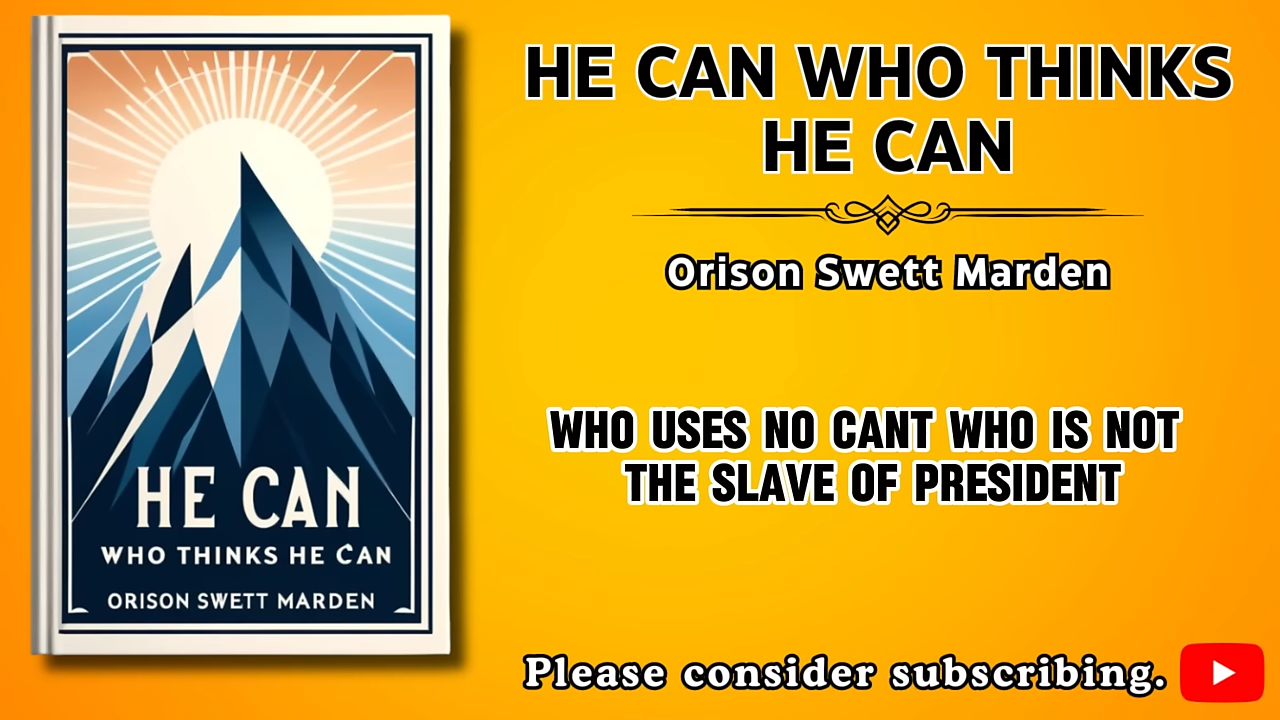 HE CAN
WHO THINKS HE CAN
ORISON SWETT MARDEN
HE CAN WHO THINKS
HE CAN
Orison Swett Marden
WHO USES NO CANT WHO IS NOT
THE SLAVE OF PRESIDENT
Please consider subscribing.